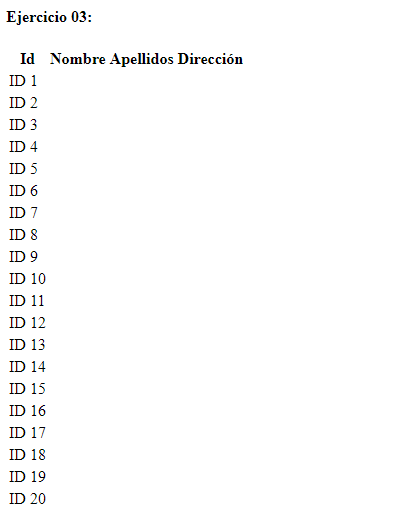 Ejercicio 03:
Id Nombre Apellidos Dirección
ID 1
ID 2
ID 3
ID 4
ID 5
ID 6
ID 7
ID 8
ID 9
ID 10
ID 11
ID 12
ID 13
ID 14
ID 15
ID 16
ID 17
ID 18
ID 19
ID 20